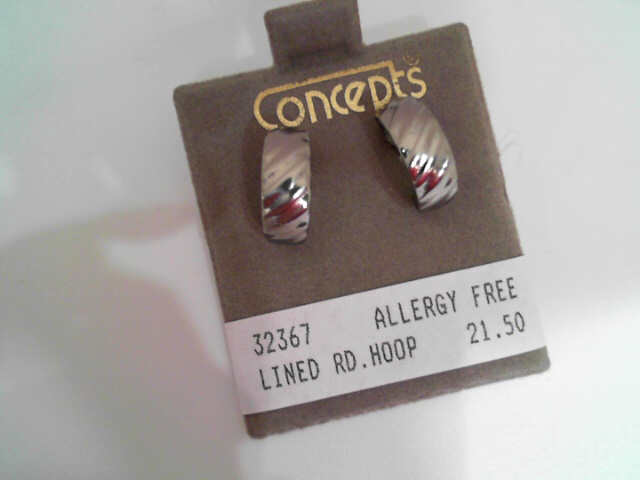 Concepts®
32367 ALLERGY FREE
LINED RD.HOOP 21.50